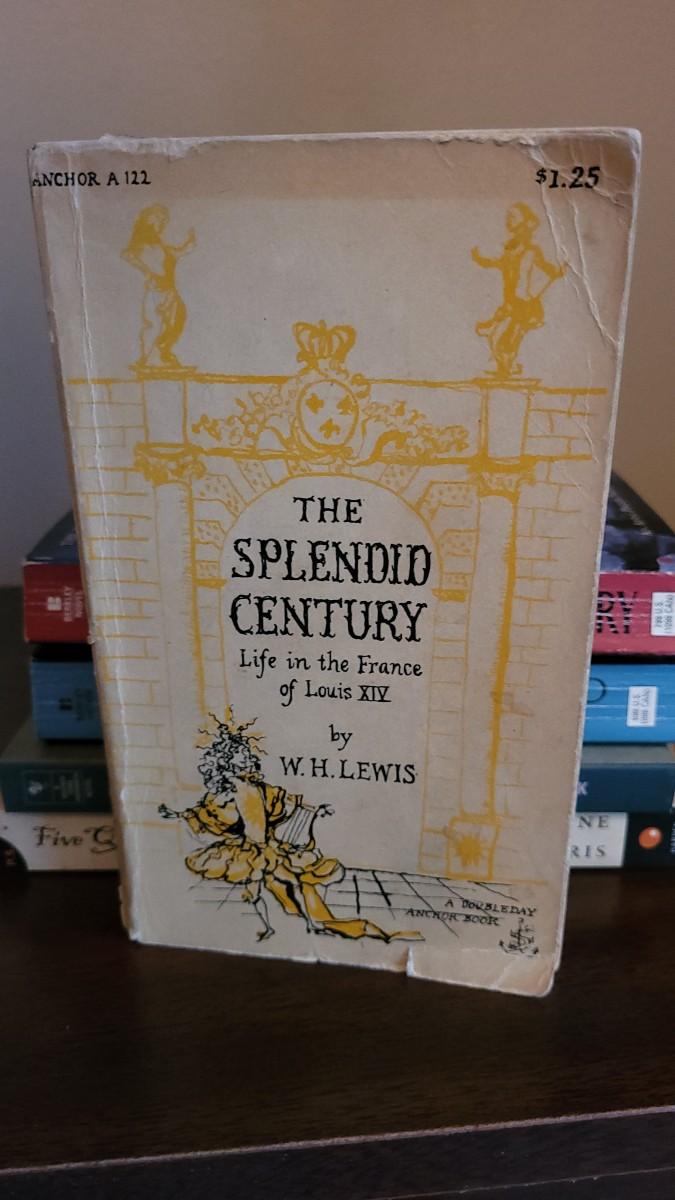 ANCHOR A 122
$1.25
THE
SPLENDID
CENTURY
Life in the France
of Louis XIV
by
W. H. LEWIS
A DOUBLEDAY
ANCHOR BOOK
Five
RY
NE
RIS